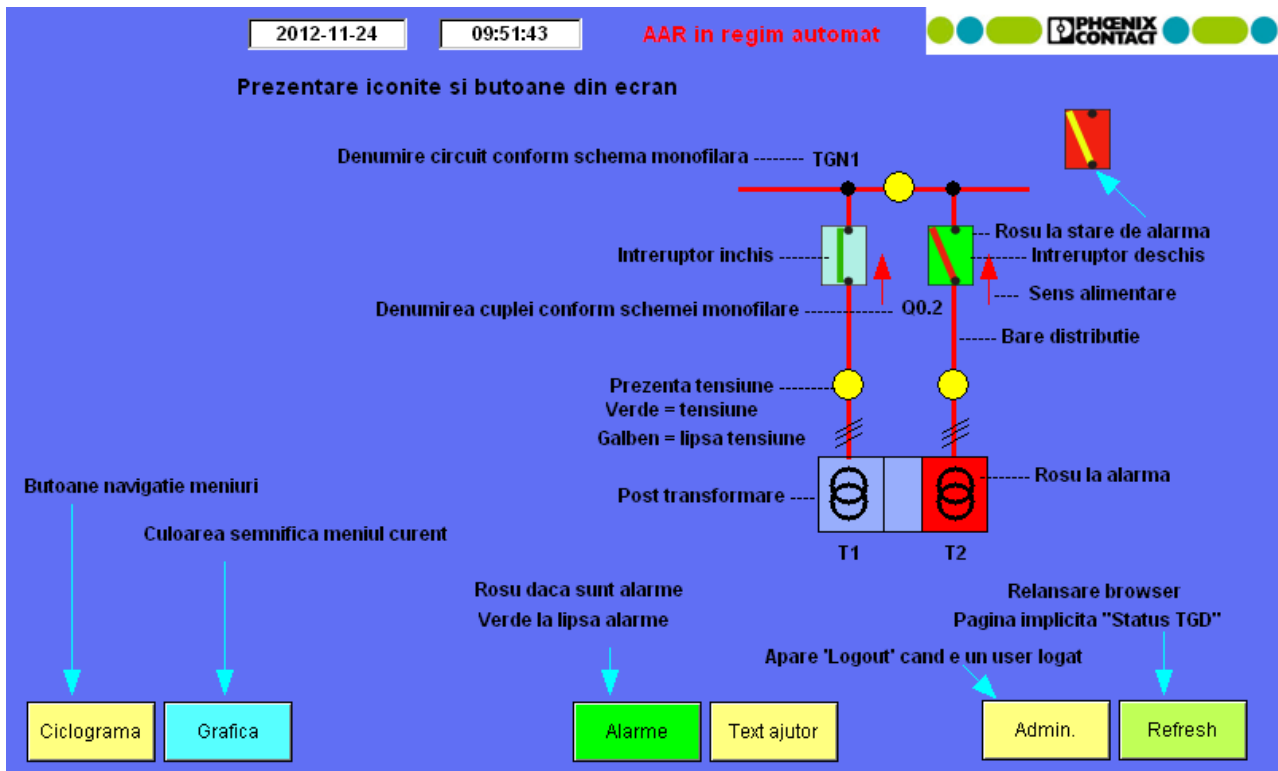 2012-11-24
09:51:43
AAR in regim automat
PHŒNIX
CONTACT
Prezentare iconite si butoane din ecran
Denumire circuit conform schema monofilara -------- TGN1
Rosu la stare de alarma
Intreruptor inchis
Intreruptor deschis
Sens alimentare
Denumirea cuplei conform schemei monofilare
Q0.2
Bare distributie
Prezenta tensiune
Verde = tensiune
Galben = lipsa tensiune
Rosu la alarma
Butoane navigatie meniuri
Post transformare
Culoarea semnifica meniul curent
T1
T2
Rosu daca sunt alarme
Verde la lipsa alarme
Relansare browser
Pagina implicita "Status TGD"
Apare 'Logout' cand e un user logat
Ciclograma
Grafica
Alarme
Text ajutor
Admin.
Refresh